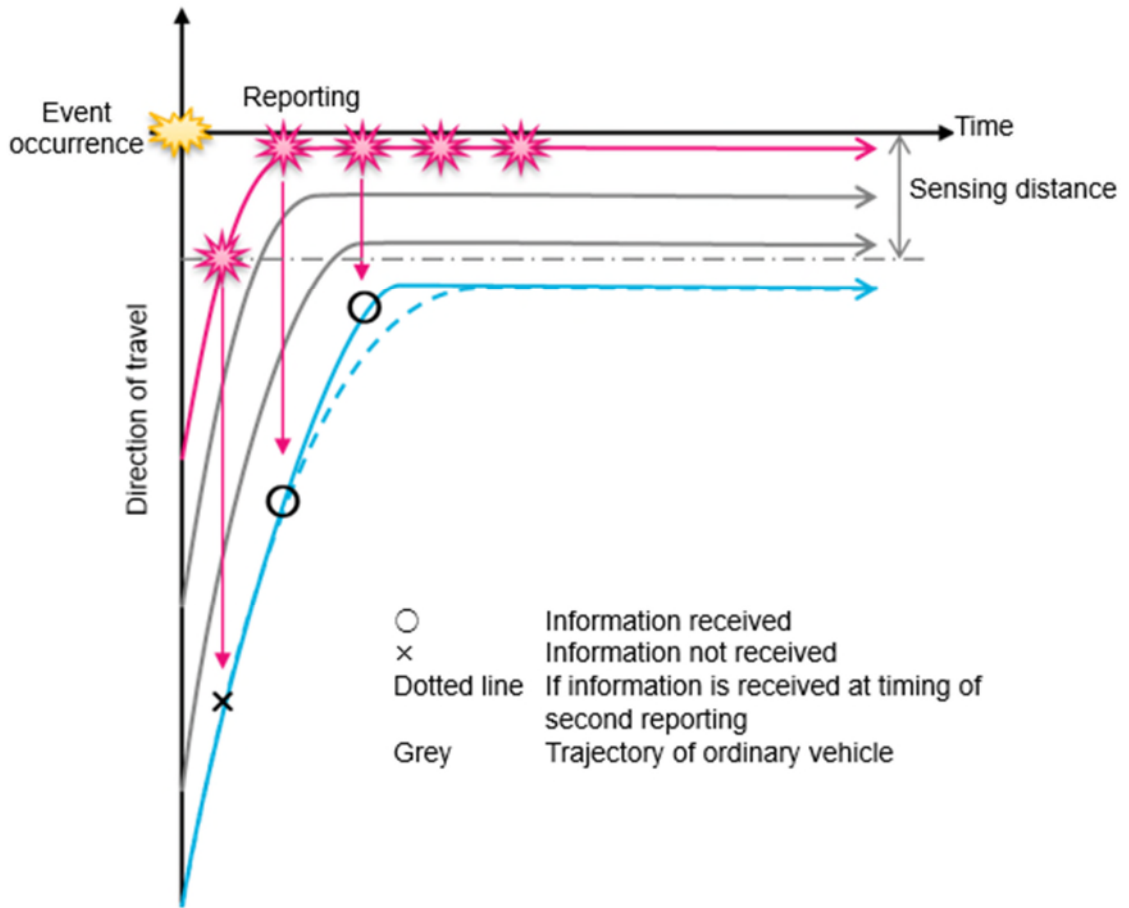 Reporting
Event
occurrence
Time
Sensing distance
Direction of travel
Information received
× Information not received
Dotted line If information is received at timing of
second reporting
Grey Trajectory of ordinary vehicle